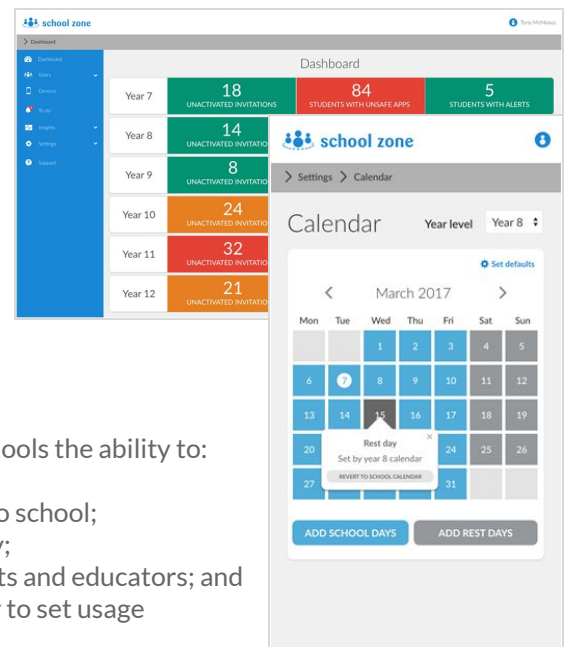 school zone
Tony McManus
> Dashboard
Dashboard
Users
Devices
To do
Insights
Settings
Support
Dashboard
Year 7
18
UNACTIVATED INVITATIONS
84
STUDENTS WITH UNSAFE APPS
5
STUDENTS WITH ALERTS
Year 8
14
UNACTIVATED INVITATIO
Year 9
8
UNACTIVATED INVITATIO
Year 10
24
UNACTIVATED INVITATIO
Year 11
32
UNACTIVATED INVITATIO
Year 12
21
UNACTIVATED INVITATIO
school zone
> Settings > Calendar
Calendar Year level Year 8
Set defaults
< March 2017 >
Mon Tue Wed Thu Fri Sat Sun
1 2 3 4 5
6 7 8 9 10 11 12
13 14 15 16 17 18 19
20 24 25 26
27 31
Rest day ×
Set by year 8 calendar
REVERT TO SCHOOL CALENDAR
ADD SCHOOL DAYS ADD REST DAYS
ools the ability to:
o school;
y;
ts and educators; and
to set usage